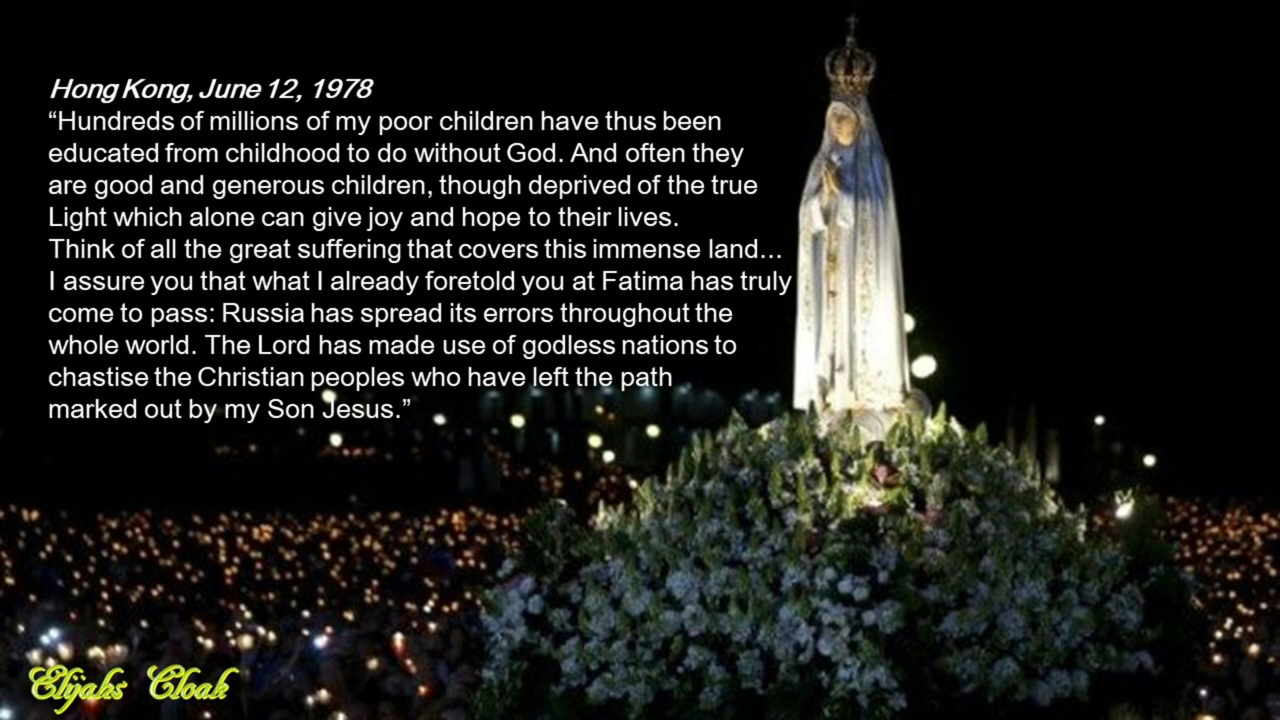 Hong Kong, June 12, 1978
“Hundreds of millions of my poor children have thus been
educated from childhood to do without God. And often they
are good and generous children, though deprived of the true
Light which alone can give joy and hope to their lives.
Think of all the great suffering that covers this immense land...
I assure you that what I already foretold you at Fatima has truly
come to pass: Russia has spread its errors throughout the
whole world. The Lord has made use of godless nations to
chastise the Christian peoples who have left the path
marked out by my Son Jesus.”
Elijahs Cloak